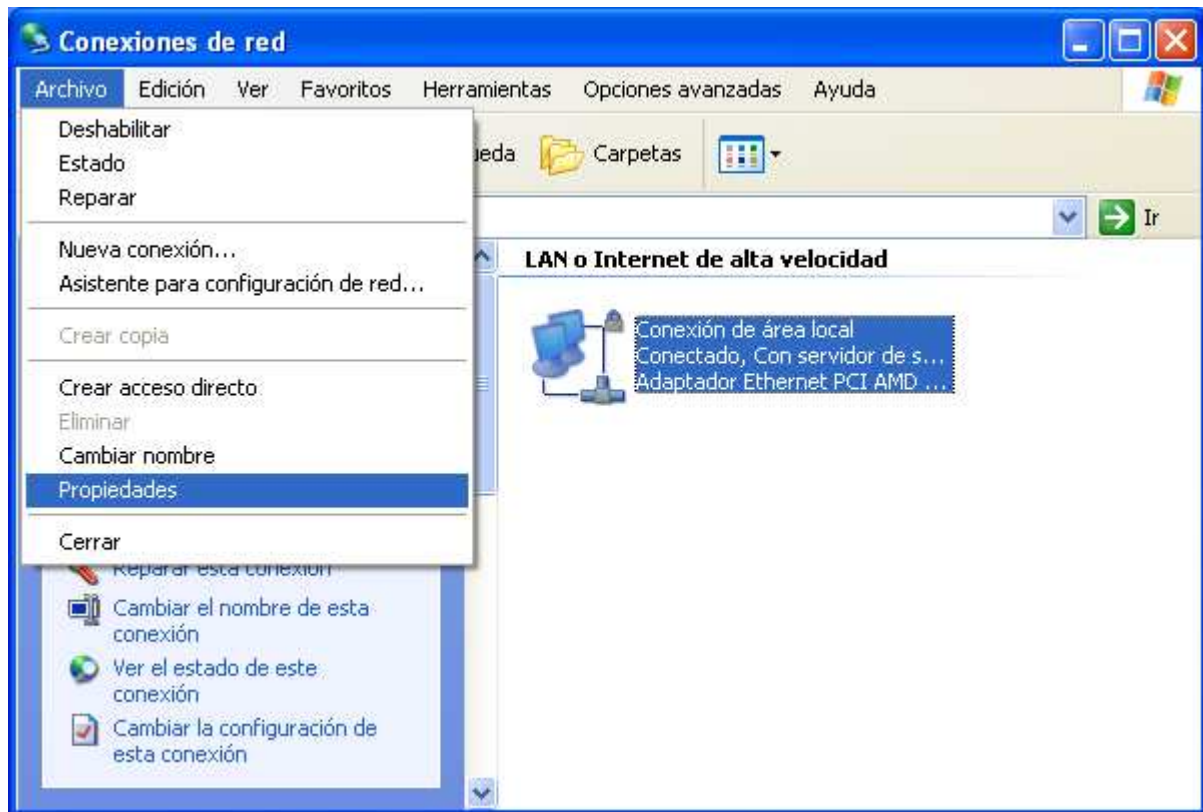 Conexiones de red
Archivo Edición Ver Favoritos Herramientas Opciones avanzadas Ayuda
Deshabilitar
Estado
Reparar
Nueva conexión...
Asistente para configuración de red...
Crear copia
Crear acceso directo
Eliminar
Cambiar nombre
Propiedades
Cerrar
Carpetas
Ir
Reparar esta conexión
Cambiar el nombre de esta
conexión
Ver el estado de este
conexión
Cambiar la configuración de
esta conexión
LAN o Internet de alta velocidad
Conexión de área local
Conectado, Con servidor de s...
Adaptador Ethernet PCI AMD ...